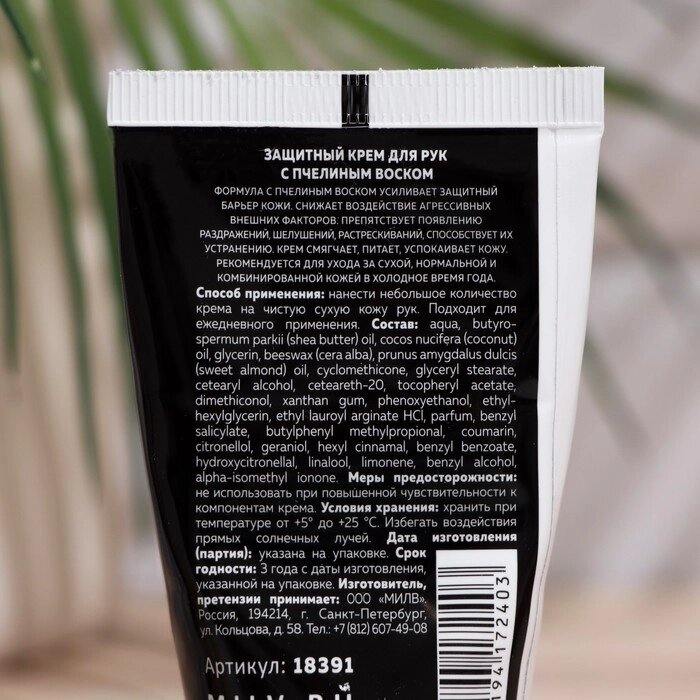 ЗАЩИТНЫЙ КРЕМ ДЛЯ РУК
С ПЧЕЛИНЫМ ВОСКОМ
ФОРМУЛА С ПЧЕЛИНЫМ ВОСКОМ УСИЛИВАЕТ ЗАЩИТНЫЙ
БАРЬЕР КОЖИ. СНИЖАЕТ ВОЗДЕЙСТВИЕ АГРЕССИВНЫХ
ВНЕШНИХ ФАКТОРОВ: ПРЕПЯТСТВУЕТ ПОЯВЛЕНИЮ
РАЗДРАЖЕНИЙ, ШЕЛУШЕНИЙ, РАСТРЕСКИВАНИЙ, СПОСОБСТВУЕТ ИХ
УСТРАНЕНИЮ. КРЕМ СМЯГЧАЕТ, ПИТАЕТ, УСПОКАИВАЕТ КОЖУ.
РЕКОМЕНДУЕТСЯ ДЛЯ УХОДА ЗА СУХОЙ, НОРМАЛЬНОЙ И
КОМБИНИРОВАННОЙ КОЖЕЙ В ХОЛОДНОЕ ВРЕМЯ ГОДА.
Способ применения: нанести небольшое количество
крема на чистую сухую кожу рук. Подходит для
ежедневного применения. Состав: aqua, butyro-
spermum parkii (shea butter) oil, cocos nucifera (coconut)
oil, glycerin, beeswax (cera alba), prunus amygdalus dulcis
(sweet almond) oil, cyclomethicone, glyceryl stearate,
cetearyl alcohol, ceteareth-20, tocopheryl acetate,
dimethiconol, xanthan gum, phenoxyethanol, ethyl-
hexylglycerin, ethyl lauroyl arginate HCl, parfum, benzyl
salicylate, butylphenyl methylpropional, coumarin,
citronellol, geraniol, hexyl cinnamal, benzyl benzoate,
hydroxycitronellal, linalool, limonene, benzyl alcohol,
alpha-isomethyl ionone. Меры предосторожности:
не использовать при повышенной чувствительности к
компонентам крема. Условия хранения: хранить при
температуре от +5° до +25 °C. Избегать воздействия
прямых солнечных лучей. Дата изготовления
(партия): указана на упаковке. Срок
годности: 3 года с даты изготовления,
указанной на упаковке. Изготовитель,
претензии принимает: ООО «МИЛВ».
Россия, 194214, г. Санкт-Петербург,
ул. Кольцова, д. 58. Тел.: +7 (812) 607-49-08
Артикул: 18391
194 172403